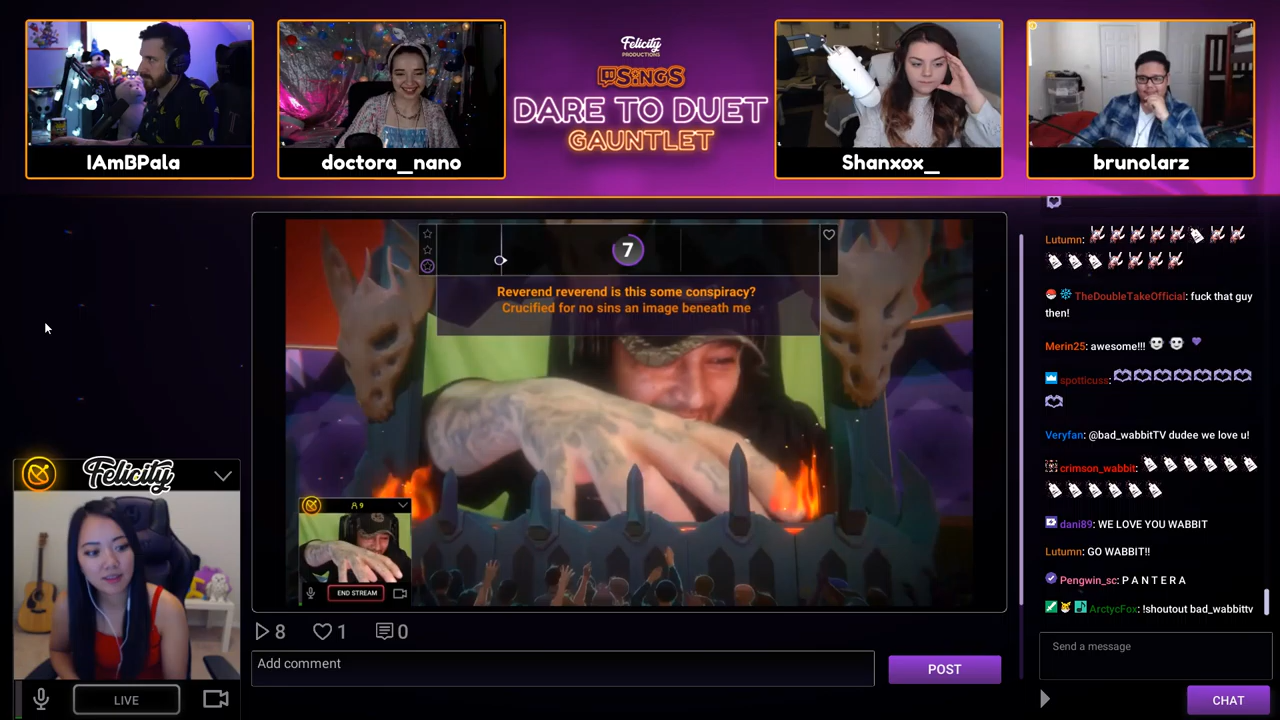 IAmBPala
doctora__nano
Felicity
PRODUCTIONS
SINGS
DARE TO DUET
GAUNTLET
Shanxox_
brunolarz
7
Reverend reverend is this some conspiracy?
Crucified for no sins an image beneath me
9
END STREAM
8
1
0
Add comment
POST
Felicity
LIVE
Lutumn:
TheDoubleTakeOfficial: fuck that guy
then!
Merin25: awesome!!!
spotticuss:
Veryfan: @bad_wabbitTV dudee we love u!
crimson_wabbit:
dani89: WE LOVE YOU WABBIT
Lutumn: GO WABBIT!!
Pengwin_sc: P A N T E R A
ArctycFox: !shoutout bad_wabbittv
Send a message
CHAT